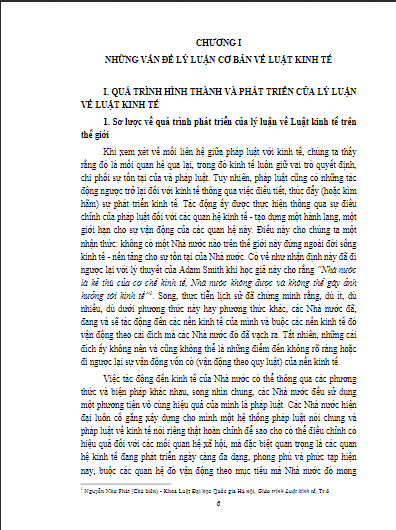 CHƯƠNG I
NHỮNG VẤN ĐỀ LÝ LUẬN CƠ BẢN VỀ LUẬT KINH TẾ
I. QUÁ TRÌNH HÌNH THÀNH VÀ PHÁT TRIỂN CỦA LÝ LUẬN
VỀ LUẬT KINH TẾ
1. Sơ lược về quá trình phát triển của lý luận về Luật kinh tế trên
thế giới
Khi xem xét về mối liên hệ giữa pháp luật với kinh tế, chúng ta thấy
rằng đó là mối quan hệ qua lại, trong đó kinh tế luôn giữ vai trò quyết định,
chi phối sự tồn tại của và pháp luật. Tuy nhiên, pháp luật cũng có những tác
động ngược trở lại đối với kinh tế thông qua việc điều tiết, thúc đẩy (hoặc kìm
hãm) sự phát triển kinh tế. Tác động ấy được thực hiện thông qua sự điều
chỉnh của pháp luật đối với các quan hệ kinh tế - tạo dựng một hành lang, một
giới hạn cho sự vận động của các quan hệ này. Điều này cho chúng ta một
nhận thức: không có một Nhà nước nào trên thế giới này đứng ngoài đời sống
kinh tế - nền tảng cho sự tồn tại của Nhà nước. Có vẻ như nhận định này đã đi
ngược lại với lý thuyết của Adam Smith khi học giả này cho rằng "Nhà nước
là kẻ thù của cơ chế kinh tế, Nhà nước không được và không thể gây ảnh
hưởng tới kinh tế"1. Song, thực tiễn lịch sử đã chứng minh rằng, dù ít, dù
nhiều, dù dưới phương thức này hay phương thức khác, các Nhà nước đã,
đang và sẽ tác động đến các nền kinh tế của mình và buộc các nền kinh tế đó
vận động theo cái đích mà các Nhà nước đó đã vạch ra. Tất nhiên, những cái
đích ấy không nên và cũng không thể là những điểm đến không rõ ràng hoặc
đi ngược lại sự vận động vốn có (vận động theo quy luật) của nền kinh tế.
Việc tác động đến kinh tế của Nhà nước có thể thông qua các phương
thức và biện pháp khác nhau, song nhìn chung, các Nhà nước đều sử dụng
một phương tiện vô cùng hiệu quả của mình là pháp luật. Các Nhà nước hiện
đại luôn cố gắng xây dựng cho mình một hệ thống pháp luật nói chung và
pháp luật về kinh tế nói riêng thật hoàn chỉnh để sao cho có thể điều chỉnh có
hiệu quả đối với các mối quan hệ xã hội, mà đặc biệt quan trọng là các quan
hệ kinh tế đang phát triển ngày càng đa dạng, phong phú và phức tạp hiện
nay, buộc các quan hệ đó vận động theo mục tiêu mà Nhà nước đó mong
1 Nguyễn Như Phát (Chủ biên) - Khoa Luật Đại học Quốc gia Hà nội, Giáo trình Luật kinh tế, Tr.6
6